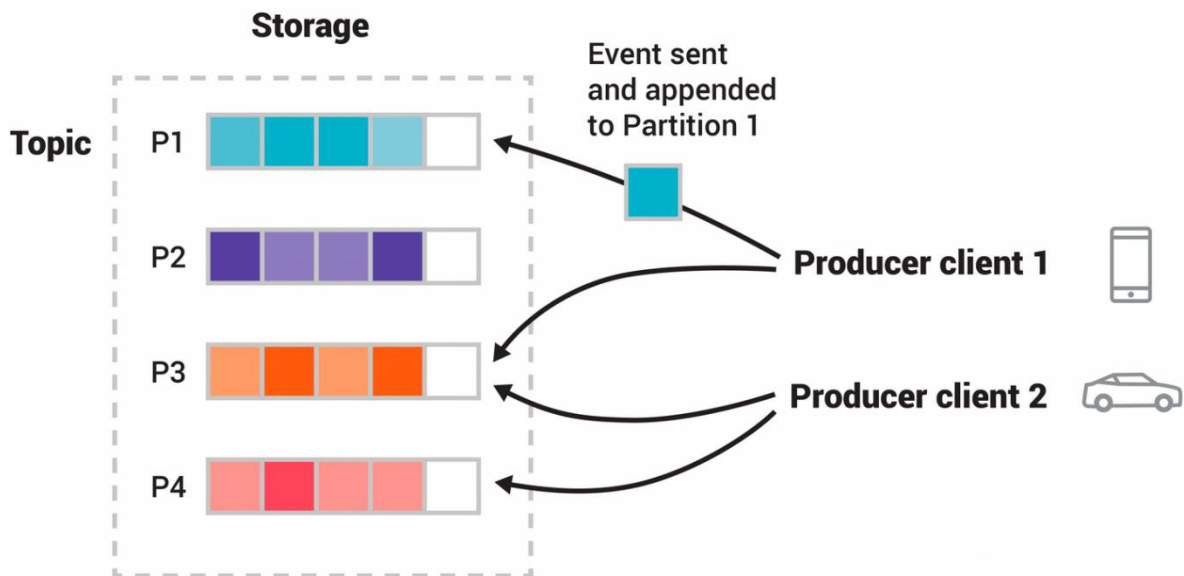 Storage
Event sent
and appended
to Partition 1
Topic
P1
P2
Producer client 1
P3
Producer client 2
P4